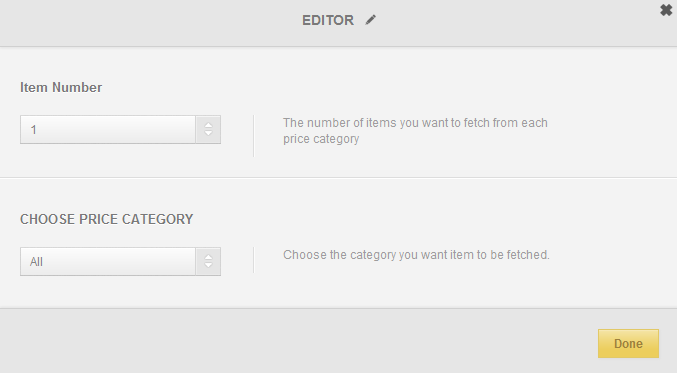 EDITOR
Item Number
1
The number of items you want to fetch from each
price category
CHOOSE PRICE CATEGORY
All
Choose the category you want item to be fetched.
Done